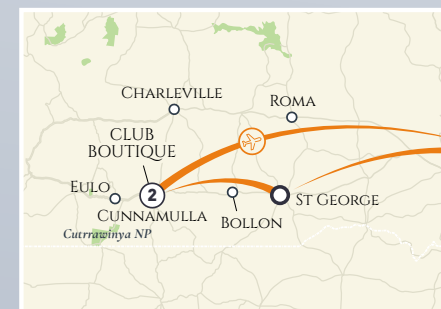 CHARLEVILLE
ROMA
CLUB
BOUTIQUE
EULO
2
ST GEORGE
CUNNAMULLA
BOLLON
Cutrrawinya NP